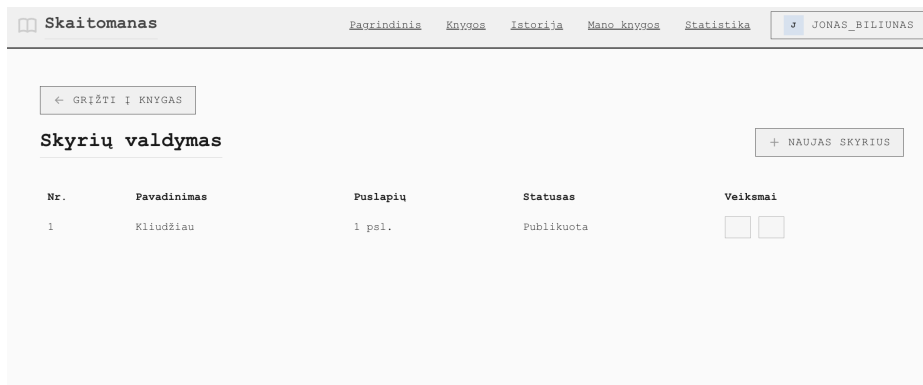 Skaitomanas
Pagrindinis Knygos Istorija Mano knygos Statistika J JONAS_BILIUNAS
← GRĮŽTI Į KNYGAS
Skyrių valdymas
+ NAUJAS SKYRIUS
Nr. Pavadinimas Puslapių Statusas Veiksmai
1 Kliudžiau 1 psl. Publikuota